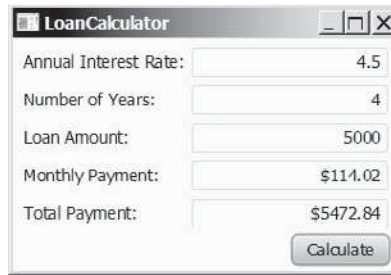 LoanCalculator
Annual Interest Rate: 4.5
Number of Years: 4
Loan Amount: 5000
Monthly Payment: $114.02
Total Payment: $5472.84
Calculate